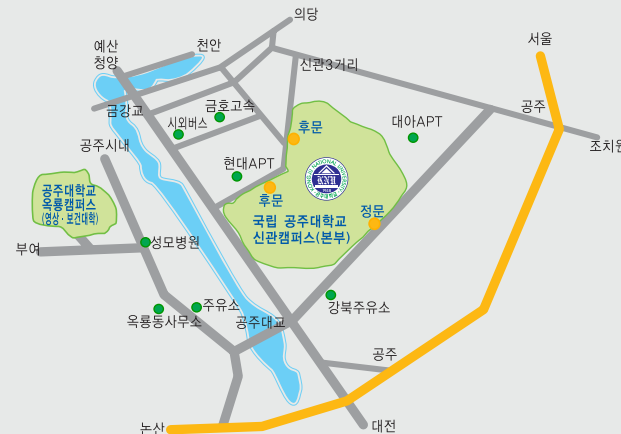 의당
예산
청양
천안
서울
신관3거리
금강교
시외버스
금호고속
공주
대아APT
후문
조치원
공주시내
현대APT
공주대학교
옥룡캠퍼스
(영상·보건대학)
후문
정문
국립 공주대학교
신관캠퍼스(본부)
부여
성모병원
주유소
옥룡동사무소
공주대교
강북주유소
공주
논산
대전